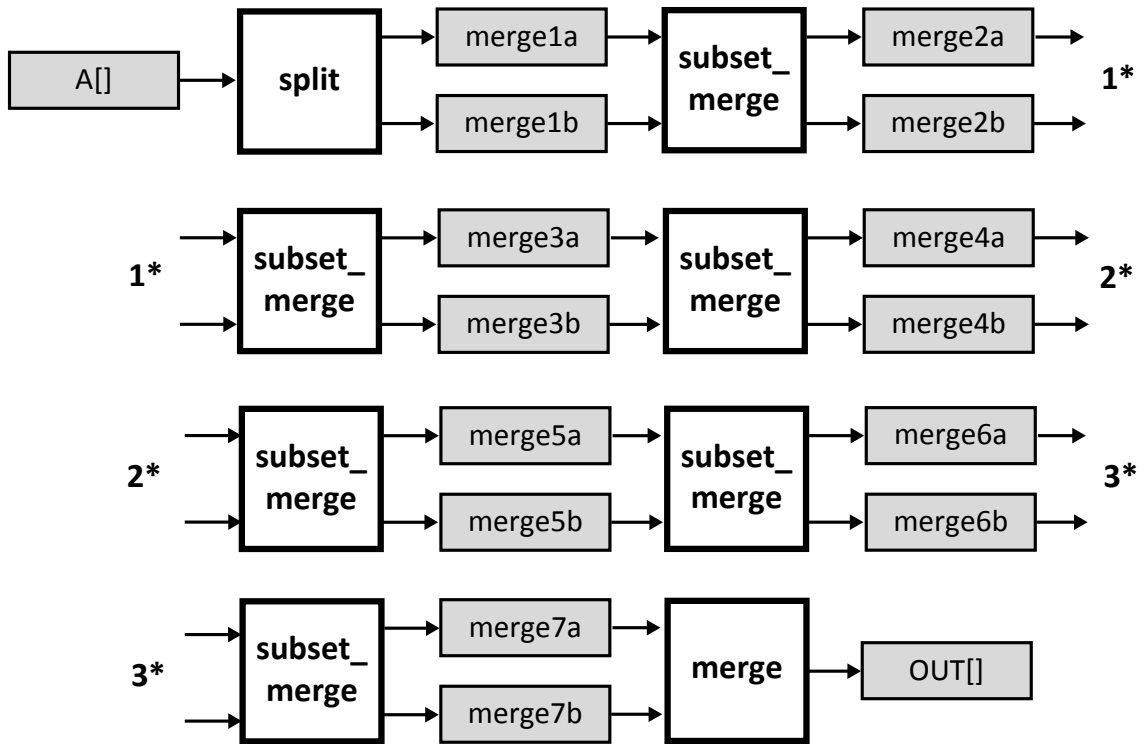 A[]
split
merge1a
merge1b
subset_
merge
merge2a
merge2b
1*
1*
subset_
merge
merge3a
merge3b
subset_
merge
merge4a
merge4b
2*
2*
subset_
merge
merge5a
merge5b
subset_
merge
merge6a
merge6b
3*
3*
subset_
merge
merge7a
merge7b
merge
OUT[]